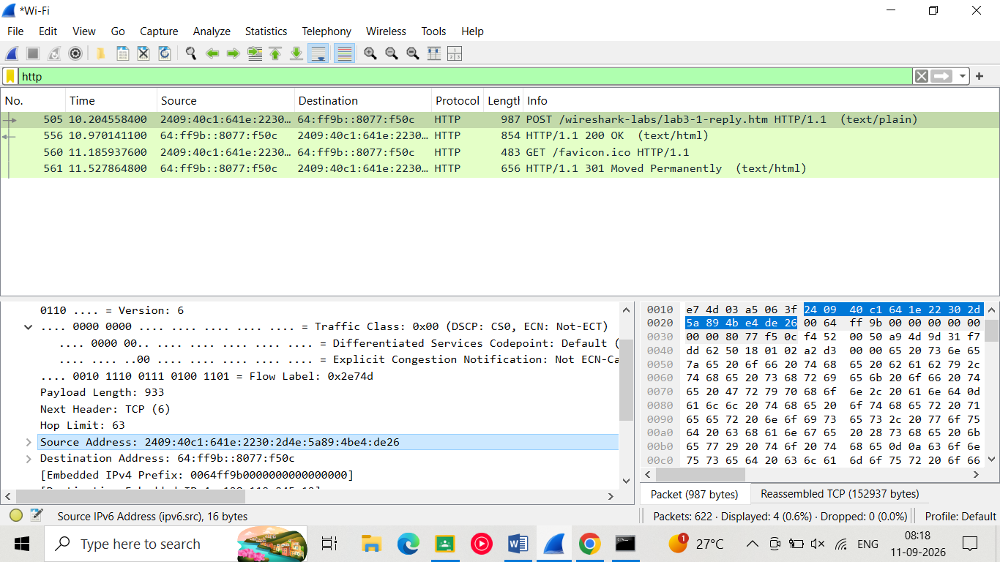 *Wi-Fi
File Edit View Go Capture Analyze Statistics Telephony Wireless Tools Help
http
No. Time Source Destination Protocol Length Info
505 10.204558400 2409:40c1:641e:2230… 64:ff9b::8077:f50c HTTP 987 POST /wireshark-labs/lab3-1-reply.htm HTTP/1.1 (text/plain)
556 10.970141100 64:ff9b::8077:f50c 2409:40c1:641e:2230… HTTP 854 HTTP/1.1 200 OK (text/html)
560 11.185937600 2409:40c1:641e:2230… 64:ff9b::8077:f50c HTTP 483 GET /favicon.ico HTTP/1.1
561 11.527864800 64:ff9b::8077:f50c 2409:40c1:641e:2230… HTTP 656 HTTP/1.1 301 Moved Permanently (text/html)
0110 .... = Version: 6
.... 0000 0000 .... .... .... .... .... = Traffic Class: 0x00 (DSCP: CS0, ECN: Not-ECT)
.... 0000 00.. .... .... .... .... .... = Differentiated Services Codepoint: Default (
.... .... ..00 .... .... .... .... .... = Explicit Congestion Notification: Not ECN-Ca
.... 0010 1110 0111 0100 1101 = Flow Label: 0x2e74d
Payload Length: 933
Next Header: TCP (6)
Hop Limit: 63
Source Address: 2409:40c1:641e:2230:2d4e:5a89:4be4:de26
Destination Address: 64:ff9b::8077:f50c
[Embedded IPv4 Prefix: 0064ff9b0000000000000000]
0010 e7 4d 03 a5 06 3f 24 09 40 c1 64 1e 22 30 2d
0020 5a 89 4b e4 de 26 00 64 ff 9b 00 00 00 00 00
0030 00 00 80 77 f5 0c f4 52 00 50 a9 4d 9d 31 f7
0040 dd 62 50 18 01 02 a2 d3 00 00 65 20 73 6e 65
0050 7a 65 20 6f 66 20 74 68 65 20 62 61 62 79 2c
0060 74 68 65 20 73 68 72 69 65 6b 20 6f 66 20 74
0070 65 20 47 72 79 70 68 6f 6e 2c 20 61 6e 64 0d
0080 61 6c 6c 20 74 68 65 20 6f 74 68 65 72 20 71
0090 65 65 72 20 6e 6f 69 73 65 73 2c 20 77 6f 75
00a0 64 20 63 68 61 6e 67 65 20 28 73 68 65 20 6b
00b0 65 77 29 20 74 6f 20 74 68 65 0d 0a 63 6f 6e
00c0 75 73 65 64 20 63 6c 61 6d 6f 75 72 20 6f 66
Packet (987 bytes) Reassembled TCP (152937 bytes)
Source IPv6 Address (ipv6.src), 16 bytes Packets: 622 · Displayed: 4 (0.6%) · Dropped: 0 (0.0%) Profile: Default
Type here to search 1 27°C ENG 08:18
11-09-2026